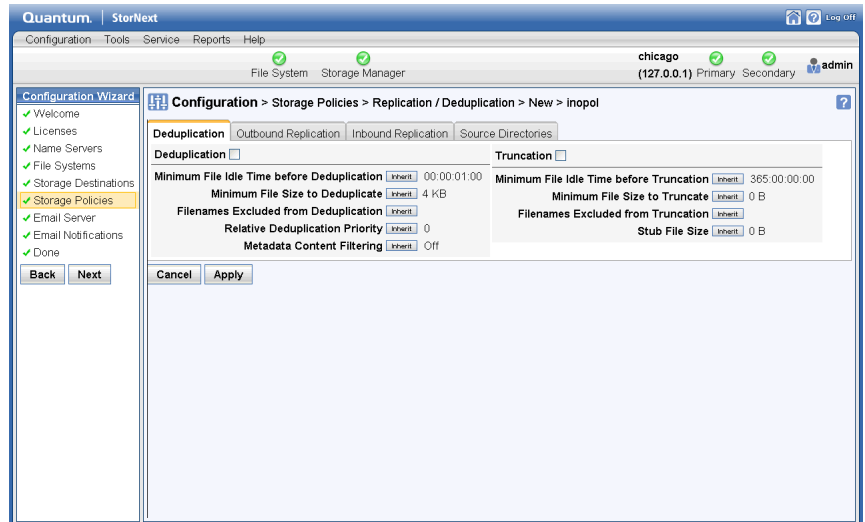 Quantum. StorNext
? Log Off
Configuration Tools Service Reports Help
File System Storage Manager
chicago
(127.0.0.1) Primary Secondary admin
Configuration Wizard
Welcome
Licenses
Name Servers
File Systems
Storage Destinations
Storage Policies
Email Server
Email Notifications
Done
Back Next
Configuration > Storage Policies > Replication / Deduplication > New > inopol ?
Deduplication Outbound Replication Inbound Replication Source Directories
Deduplication
Minimum File Idle Time before Deduplication Inherit 00:00:01:00
Minimum File Size to Deduplicate Inherit 4 KB
Filenames Excluded from Deduplication Inherit
Relative Deduplication Priority Inherit 0
Metadata Content Filtering Inherit Off
Truncation
Minimum File Idle Time before Truncation Inherit 365:00:00:00
Minimum File Size to Truncate Inherit 0 B
Filenames Excluded from Truncation Inherit
Stub File Size Inherit 0 B
Cancel Apply